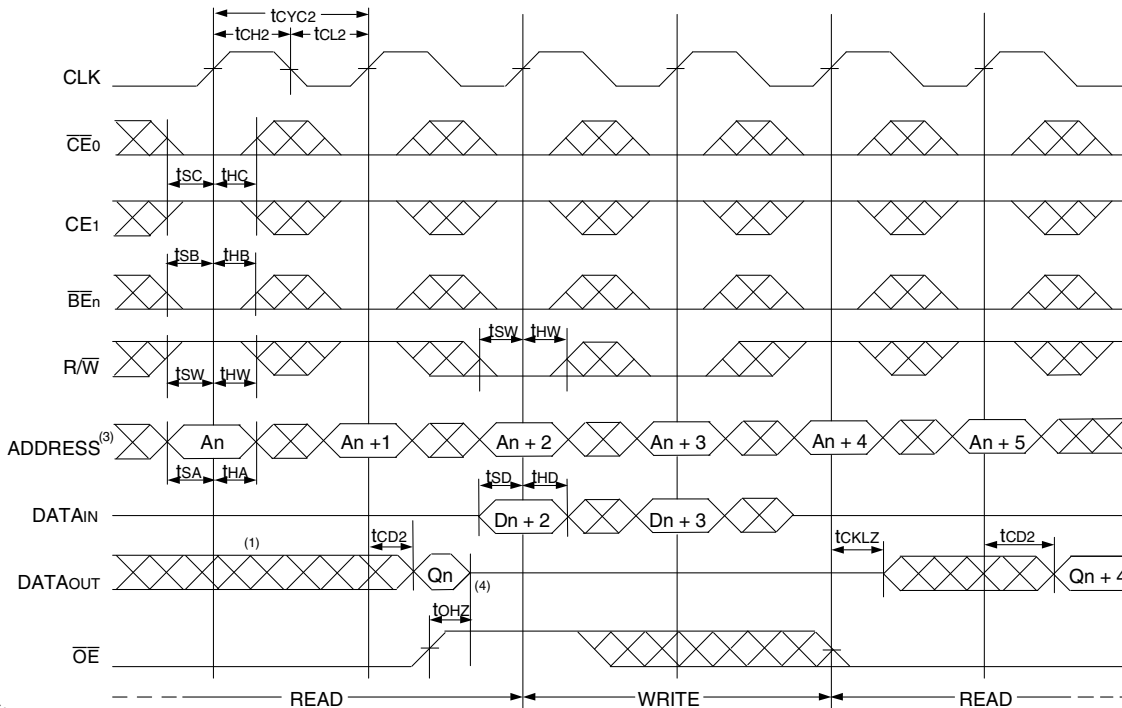 tCYC2
tCH2 tCL2
CLK
CE0
tSC tHC
CE1
tSB tHB
BEn
tSW tHW
R/W
tSW tHW
ADDRESS(3) An An +1 An + 2 An + 3 An + 4 An + 5
tSA tHA
tSD tHD
DATAIN Dn + 2 Dn + 3
(1) tCD2 tCKLZ tCD2
DATAOUT Qn (4) Qn + 4
tOHZ
OE
READ WRITE READ